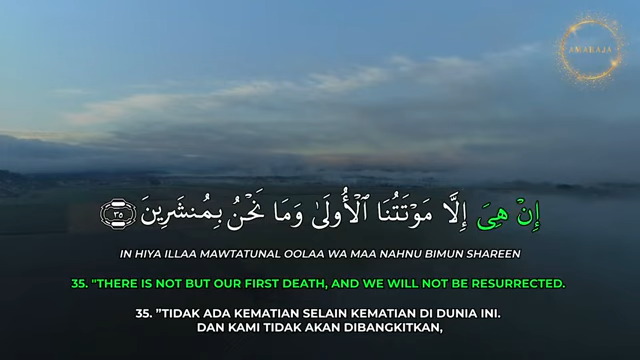 AMARAJA
إِنْ هِىَ إِلَّا مَوْتَتُنَا ٱلْأُولَىٰ وَمَا نَحْنُ بِمُنشَرِينَ ٣٥
IN HIYA ILLAA MAWTATUNAL OOLAA WA MAA NAHNU BIMUN SHAREEN
35. "THERE IS NOT BUT OUR FIRST DEATH, AND WE WILL NOT BE RESURRECTED.
35. ”TIDAK ADA KEMATIAN SELAIN KEMATIAN DI DUNIA INI.
DAN KAMI TIDAK AKAN DIBANGKITKAN,